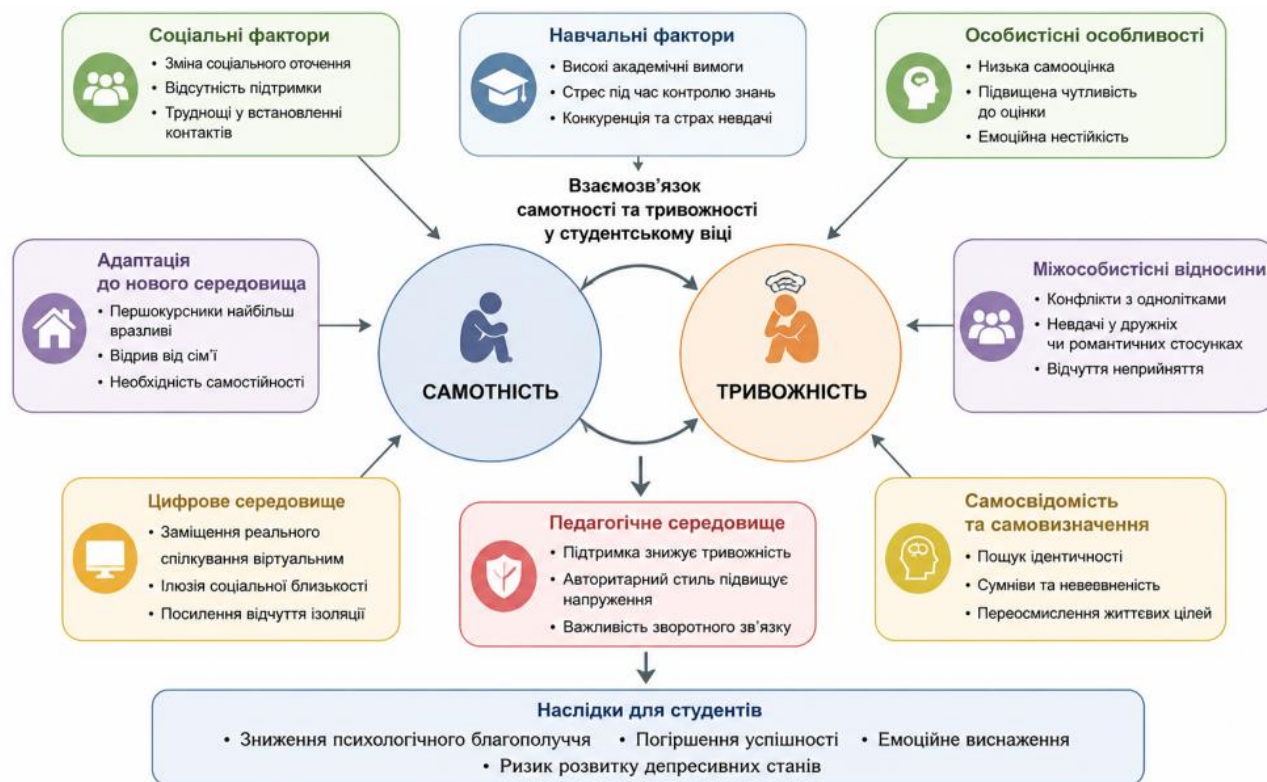 Соціальні фактори
• Зміна соціального оточення
• Відсутність підтримки
• Труднощі у встановленні
контактів
Навчальні фактори
• Високі академічні вимоги
• Стрес під час контролю знань
• Конкуренція та страх невдачі
Особистісні особливості
• Низька самооцінка
• Підвищена чутливість
до оцінки
• Емоційна нестійкість
Взаємозв’язок
самотності та тривожності
у студентському віці
Адаптація
до нового середовища
• Першокурсники найбільш
вразливі
• Відрив від сім’ї
• Необхідність самостійності
САМОТНІСТЬ
ТРИВОЖНІСТЬ
Міжособистісні відносини
• Конфлікти з однолітками
• Невдачі у дружніх
чи романтичних стосунках
• Відчуття неприйняття
Цифрове середовище
• Заміщення реального
спілкування віртуальним
• Ілюзія соціальної близькості
• Посилення відчуття ізоляції
Педагогічне середовище
• Підтримка знижує тривожність
• Авторитарний стиль підвищує
напруження
• Важливість зворотного зв’язку
Самосвідомість
та самовизначення
• Пошук ідентичності
• Сумніви та невевненість
• Переосмислення життєвих цілей
Наслідки для студентів
• Зниження психологічного благополуччя • Погіршення успішності • Емоційне виснаження
• Ризик розвитку депресивних станів